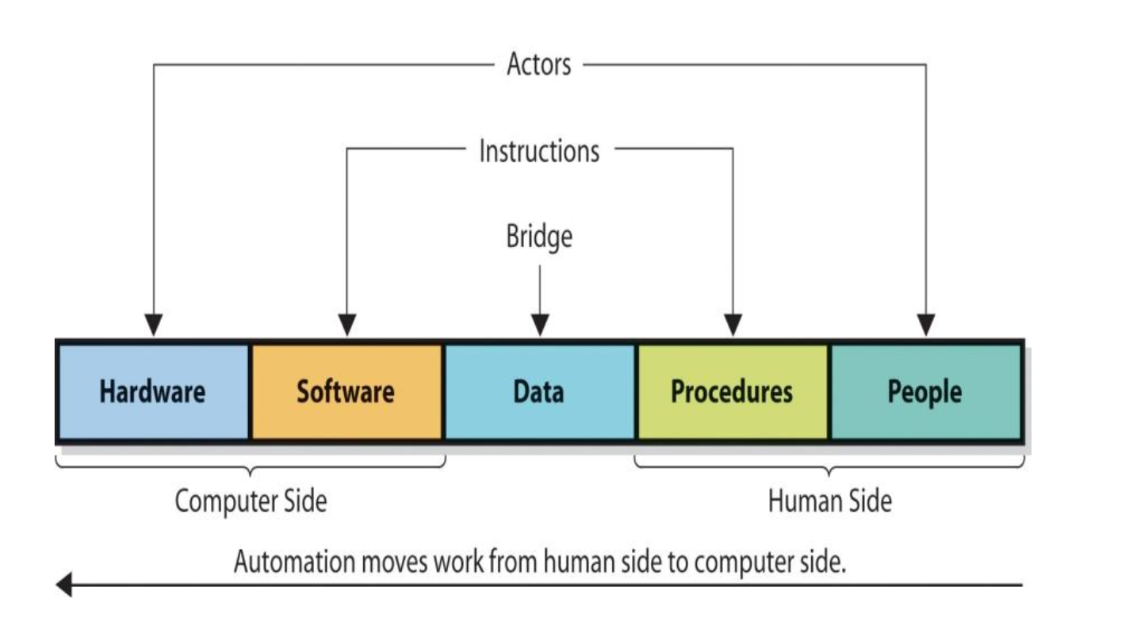 Actors
Instructions
Bridge
Hardware Software Data Procedures People
Computer Side Human Side
Automation moves work from human side to computer side.